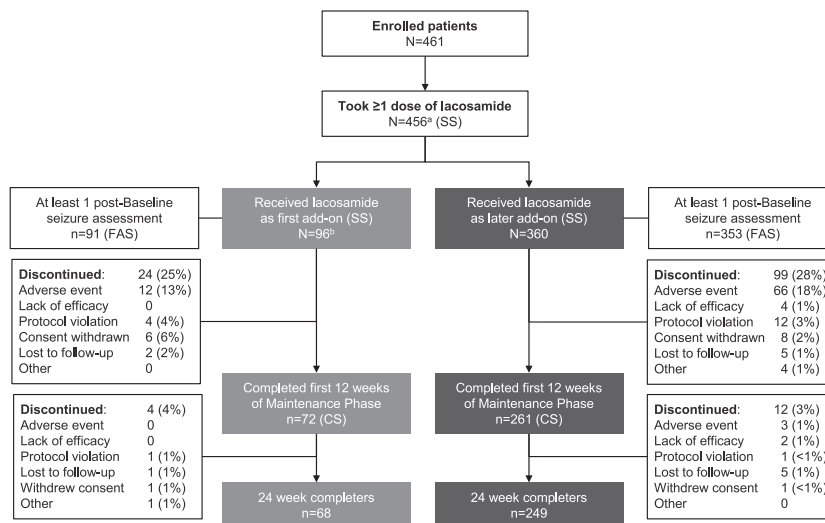 Enrolled patients
N=461
Took ≥1 dose of lacosamide
N=456ᵃ (SS)
At least 1 post-Baseline
seizure assessment
n=91 (FAS)
Received lacosamide
as first add-on (SS)
N=96ᵇ
Received lacosamide
as later add-on (SS)
N=360
At least 1 post-Baseline
seizure assessment
n=353 (FAS)
Discontinued: 24 (25%)
Adverse event 12 (13%)
Lack of efficacy 0
Protocol violation 4 (4%)
Consent withdrawn 6 (6%)
Lost to follow-up 2 (2%)
Other 0
Discontinued: 99 (28%)
Adverse event 66 (18%)
Lack of efficacy 4 (1%)
Protocol violation 12 (3%)
Consent withdrawn 8 (2%)
Lost to follow-up 5 (1%)
Other 4 (1%)
Completed first 12 weeks
of Maintenance Phase
n=72 (CS)
Completed first 12 weeks
of Maintenance Phase
n=261 (CS)
Discontinued: 4 (4%)
Adverse event 0
Lack of efficacy 0
Protocol violation 1 (1%)
Lost to follow-up 1 (1%)
Withdrew consent 1 (1%)
Other 1 (1%)
Discontinued: 12 (3%)
Adverse event 3 (1%)
Lack of efficacy 2 (1%)
Protocol violation 1 (<1%)
Lost to follow-up 5 (1%)
Withdrew consent 1 (<1%)
Other 0
24 week completers
n=68
24 week completers
n=249